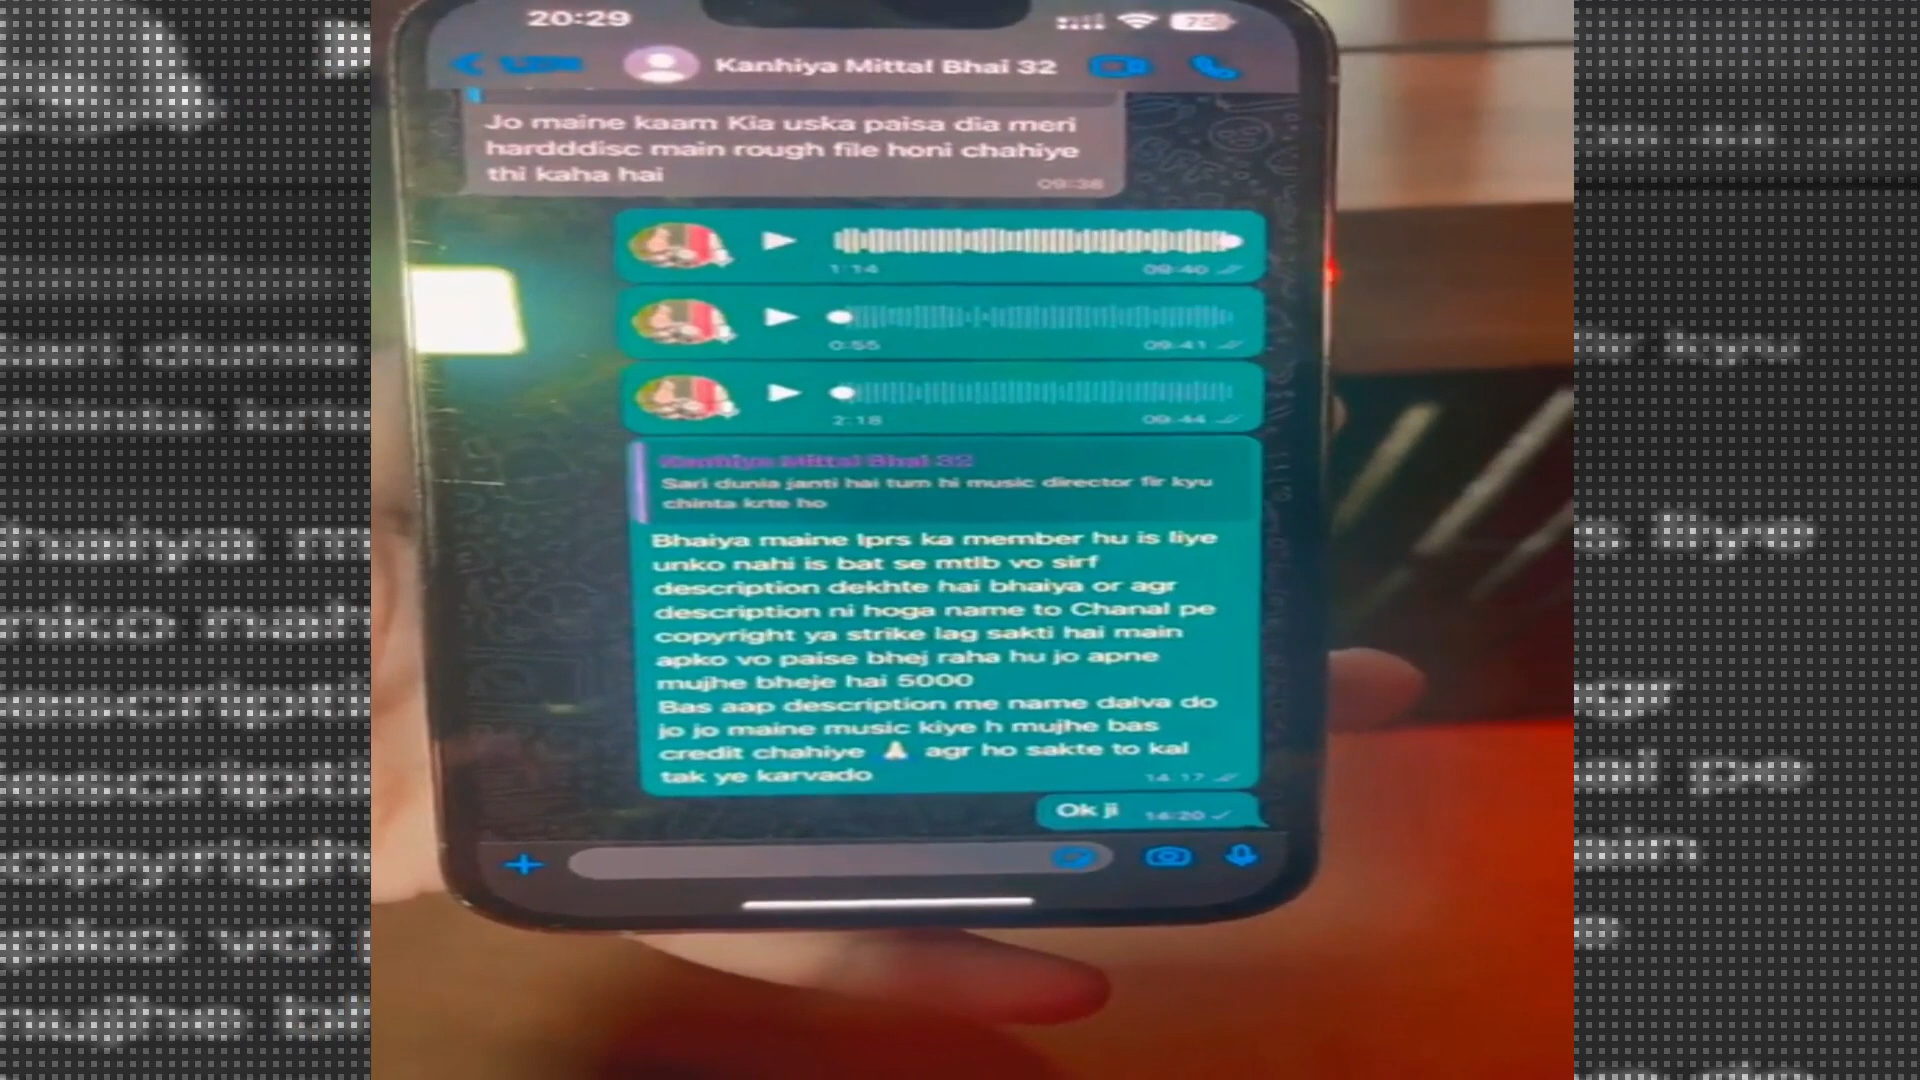 20:29
Kanhiya Mittal Bhai 32
Jo maine kaam Kia uska paisa dia meri
hardddisc main rough file honi chahiye
thi kaha hai
09:38
1:14 09:40
0:55 09:41
2:18 09:44
Kanhiya Mittal Bhai 32
Sari dunia janti hai tum hi music director fir kyu
chinta krte ho
Bhaiya maine Iprs ka member hu is liye
unko nahi is bat se mtlb vo sirf
description dekhte hai bhaiya or agr
description ni hoga name to Chanal pe
copyright ya strike lag sakti hai main
apko vo paise bhej raha hu jo apne
mujhe bheje hai 5000
Bas aap description me name dalva do
jo jo maine music kiye h mujhe bas
credit chahiye 🙏 agr ho sakte to kal
tak ye karvado
14:17
Ok ji 14:20